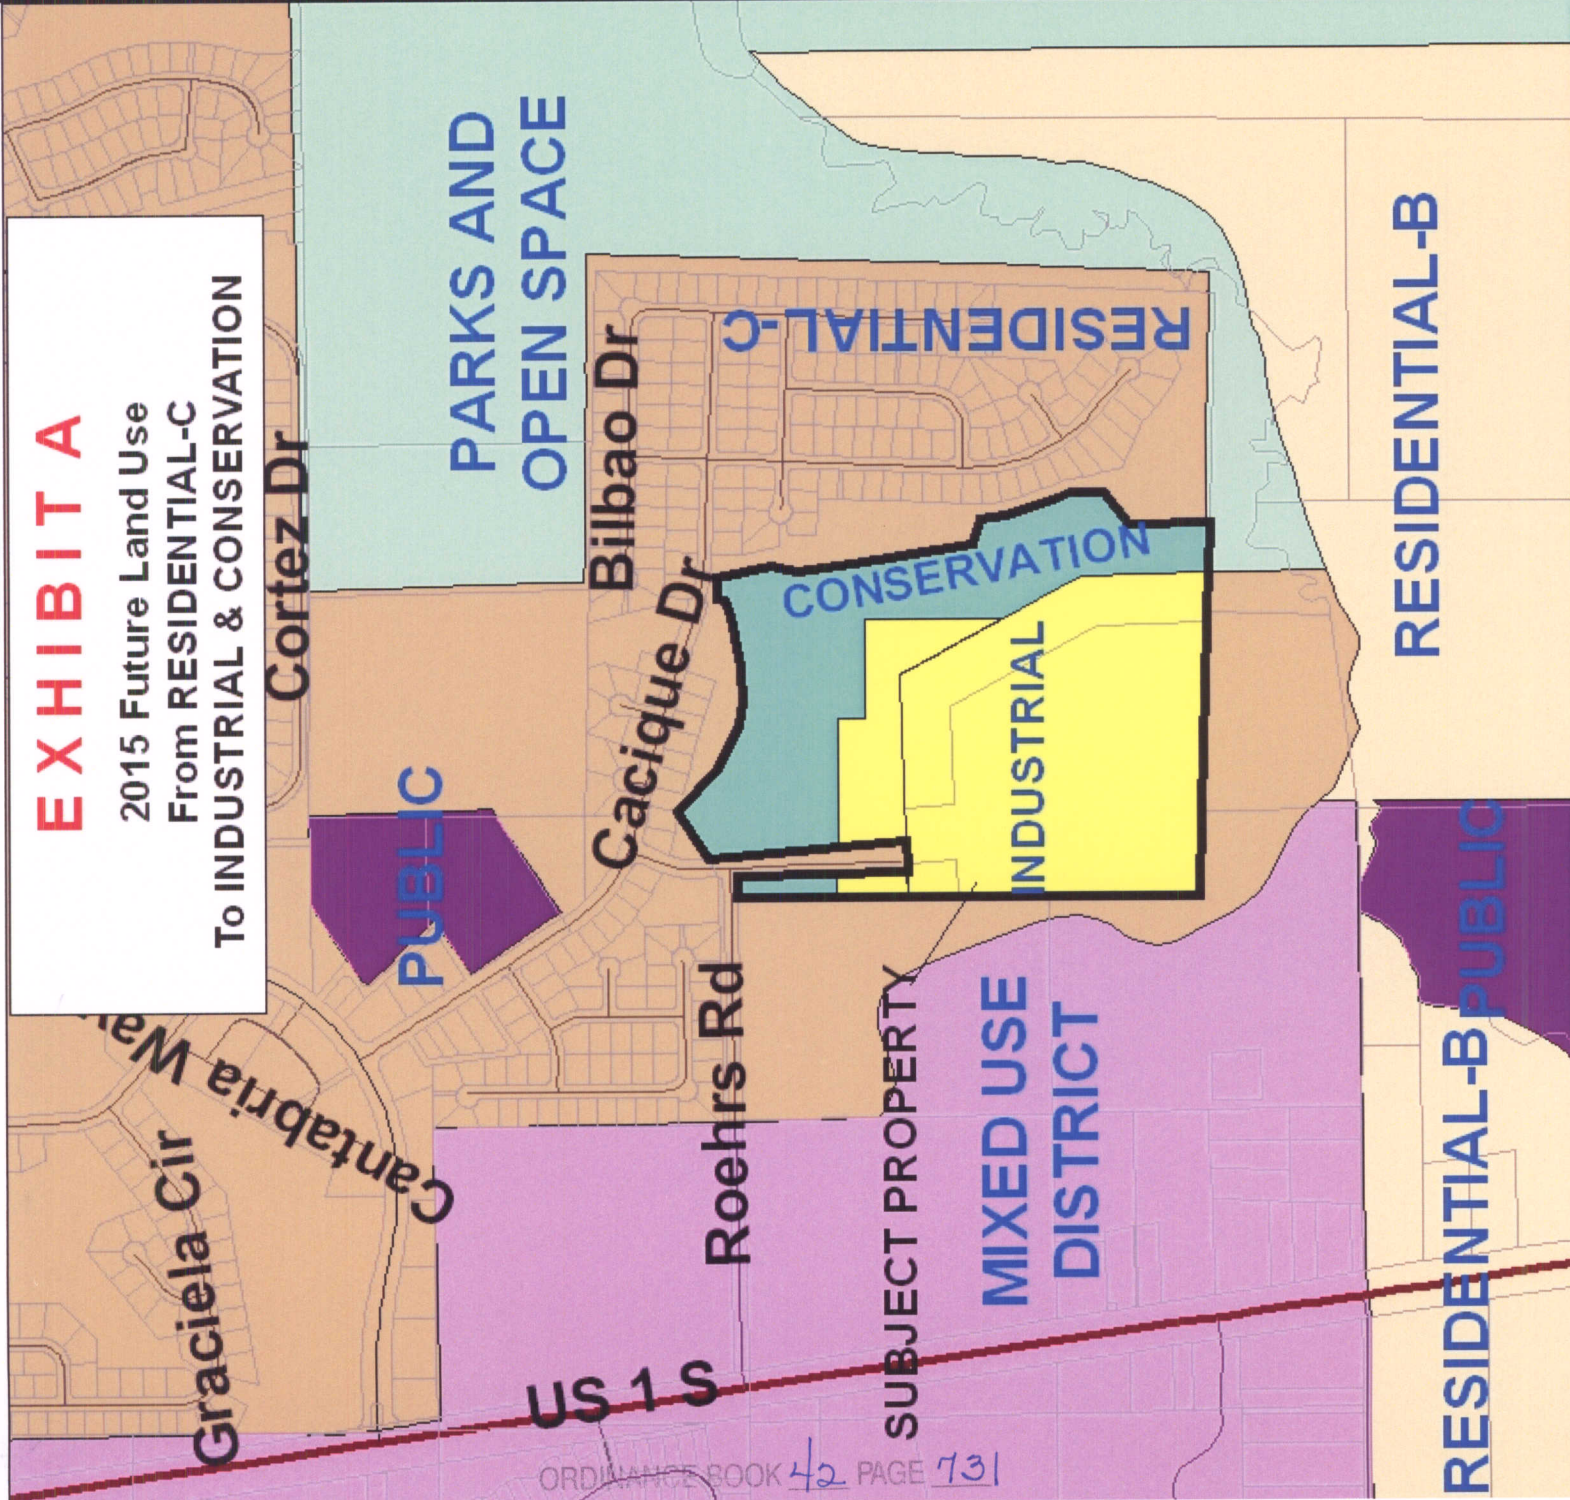 EXHIBIT A
2015 Future Land Use
From RESIDENTIAL-C
To INDUSTRIAL & CONSERVATION
Cortez Dr
PARKS AND
OPEN SPACE
Bilbao Dr
RESIDENTIAL-C
Cacique Dr
CONSERVATION
INDUSTRIAL
RESIDENTIAL-B
PUBLIC
PUBLIC
Cantabria Way
Graciela Cir
Roehrs Rd
SUBJECT PROPERTY
MIXED USE
DISTRICT
RESIDENTIAL-B
US 1 S
ORDINANCE BOOK 42 PAGE 731